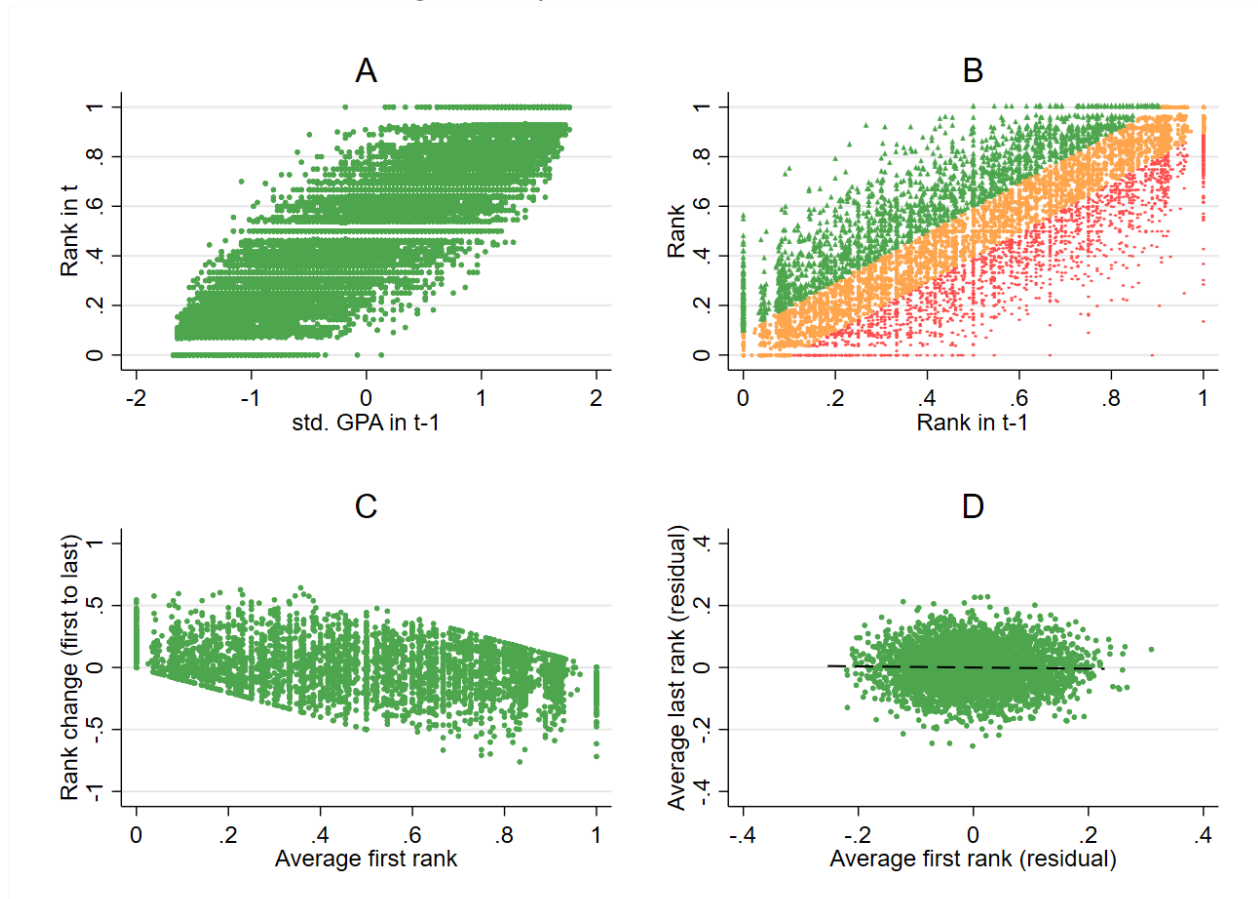 A
Rank in t
1
.8
.6
.4
.2
0
-2 -1 0 1 2
std. GPA in t-1
B
Rank
1
.8
.6
.4
.2
0
0 .2 .4 .6 .8 1
Rank in t-1
C
Rank change (first to last)
1
.5
0
-.5
-1
0 .2 .4 .6 .8 1
Average first rank
D
Average last rank (residual)
.4
.2
0
-.2
-.4
-.4 -.2 0 .2 .4
Average first rank (residual)